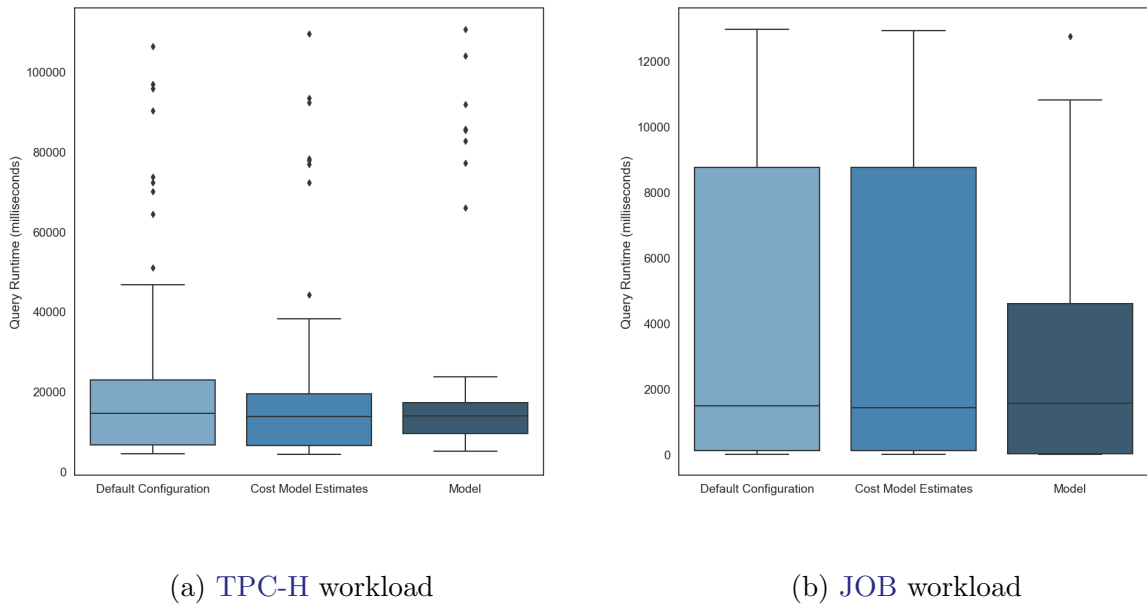 Query Runtime (milliseconds)
100000
80000
60000
40000
20000
0
Default Configuration
Cost Model Estimates
Model
(a) TPC-H workload
Query Runtime (milliseconds)
12000
10000
8000
6000
4000
2000
0
Default Configuration
Cost Model Estimates
Model
(b) JOB workload